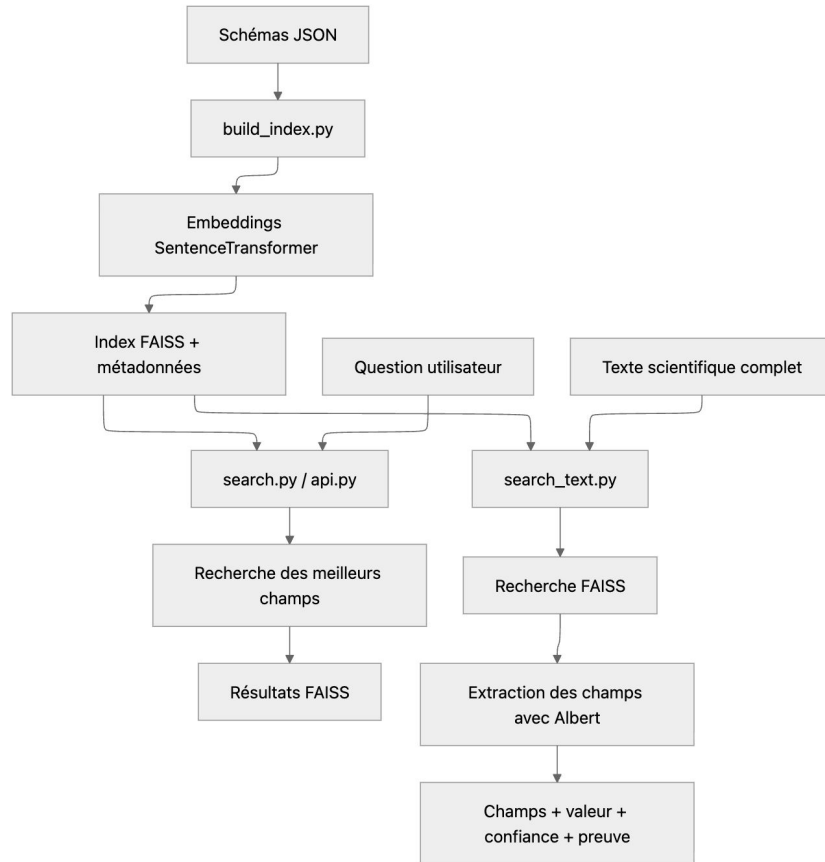 Schémas JSON
build_index.py
Embeddings
SentenceTransformer
Index FAISS +
métadonnées
Question utilisateur
Texte scientifique complet
search.py / api.py
search_text.py
Recherche des meilleurs
champs
Recherche FAISS
Résultats FAISS
Extraction des champs
avec Albert
Champs + valeur +
confiance + preuve